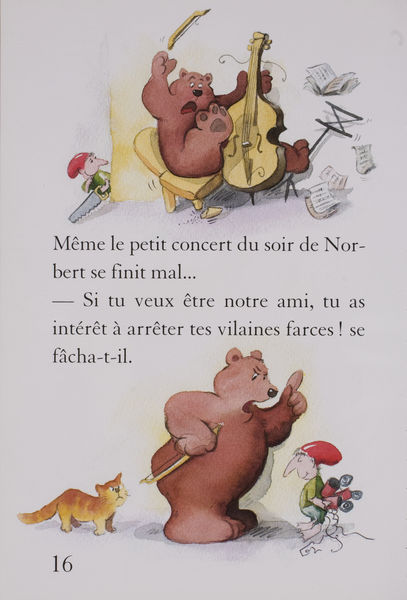 Même le petit concert du soir de Nor-
bert se finit mal...
— Si tu veux être notre ami, tu as
intérêt à arrêter tes vilaines farces ! se
fâcha-t-il.
16